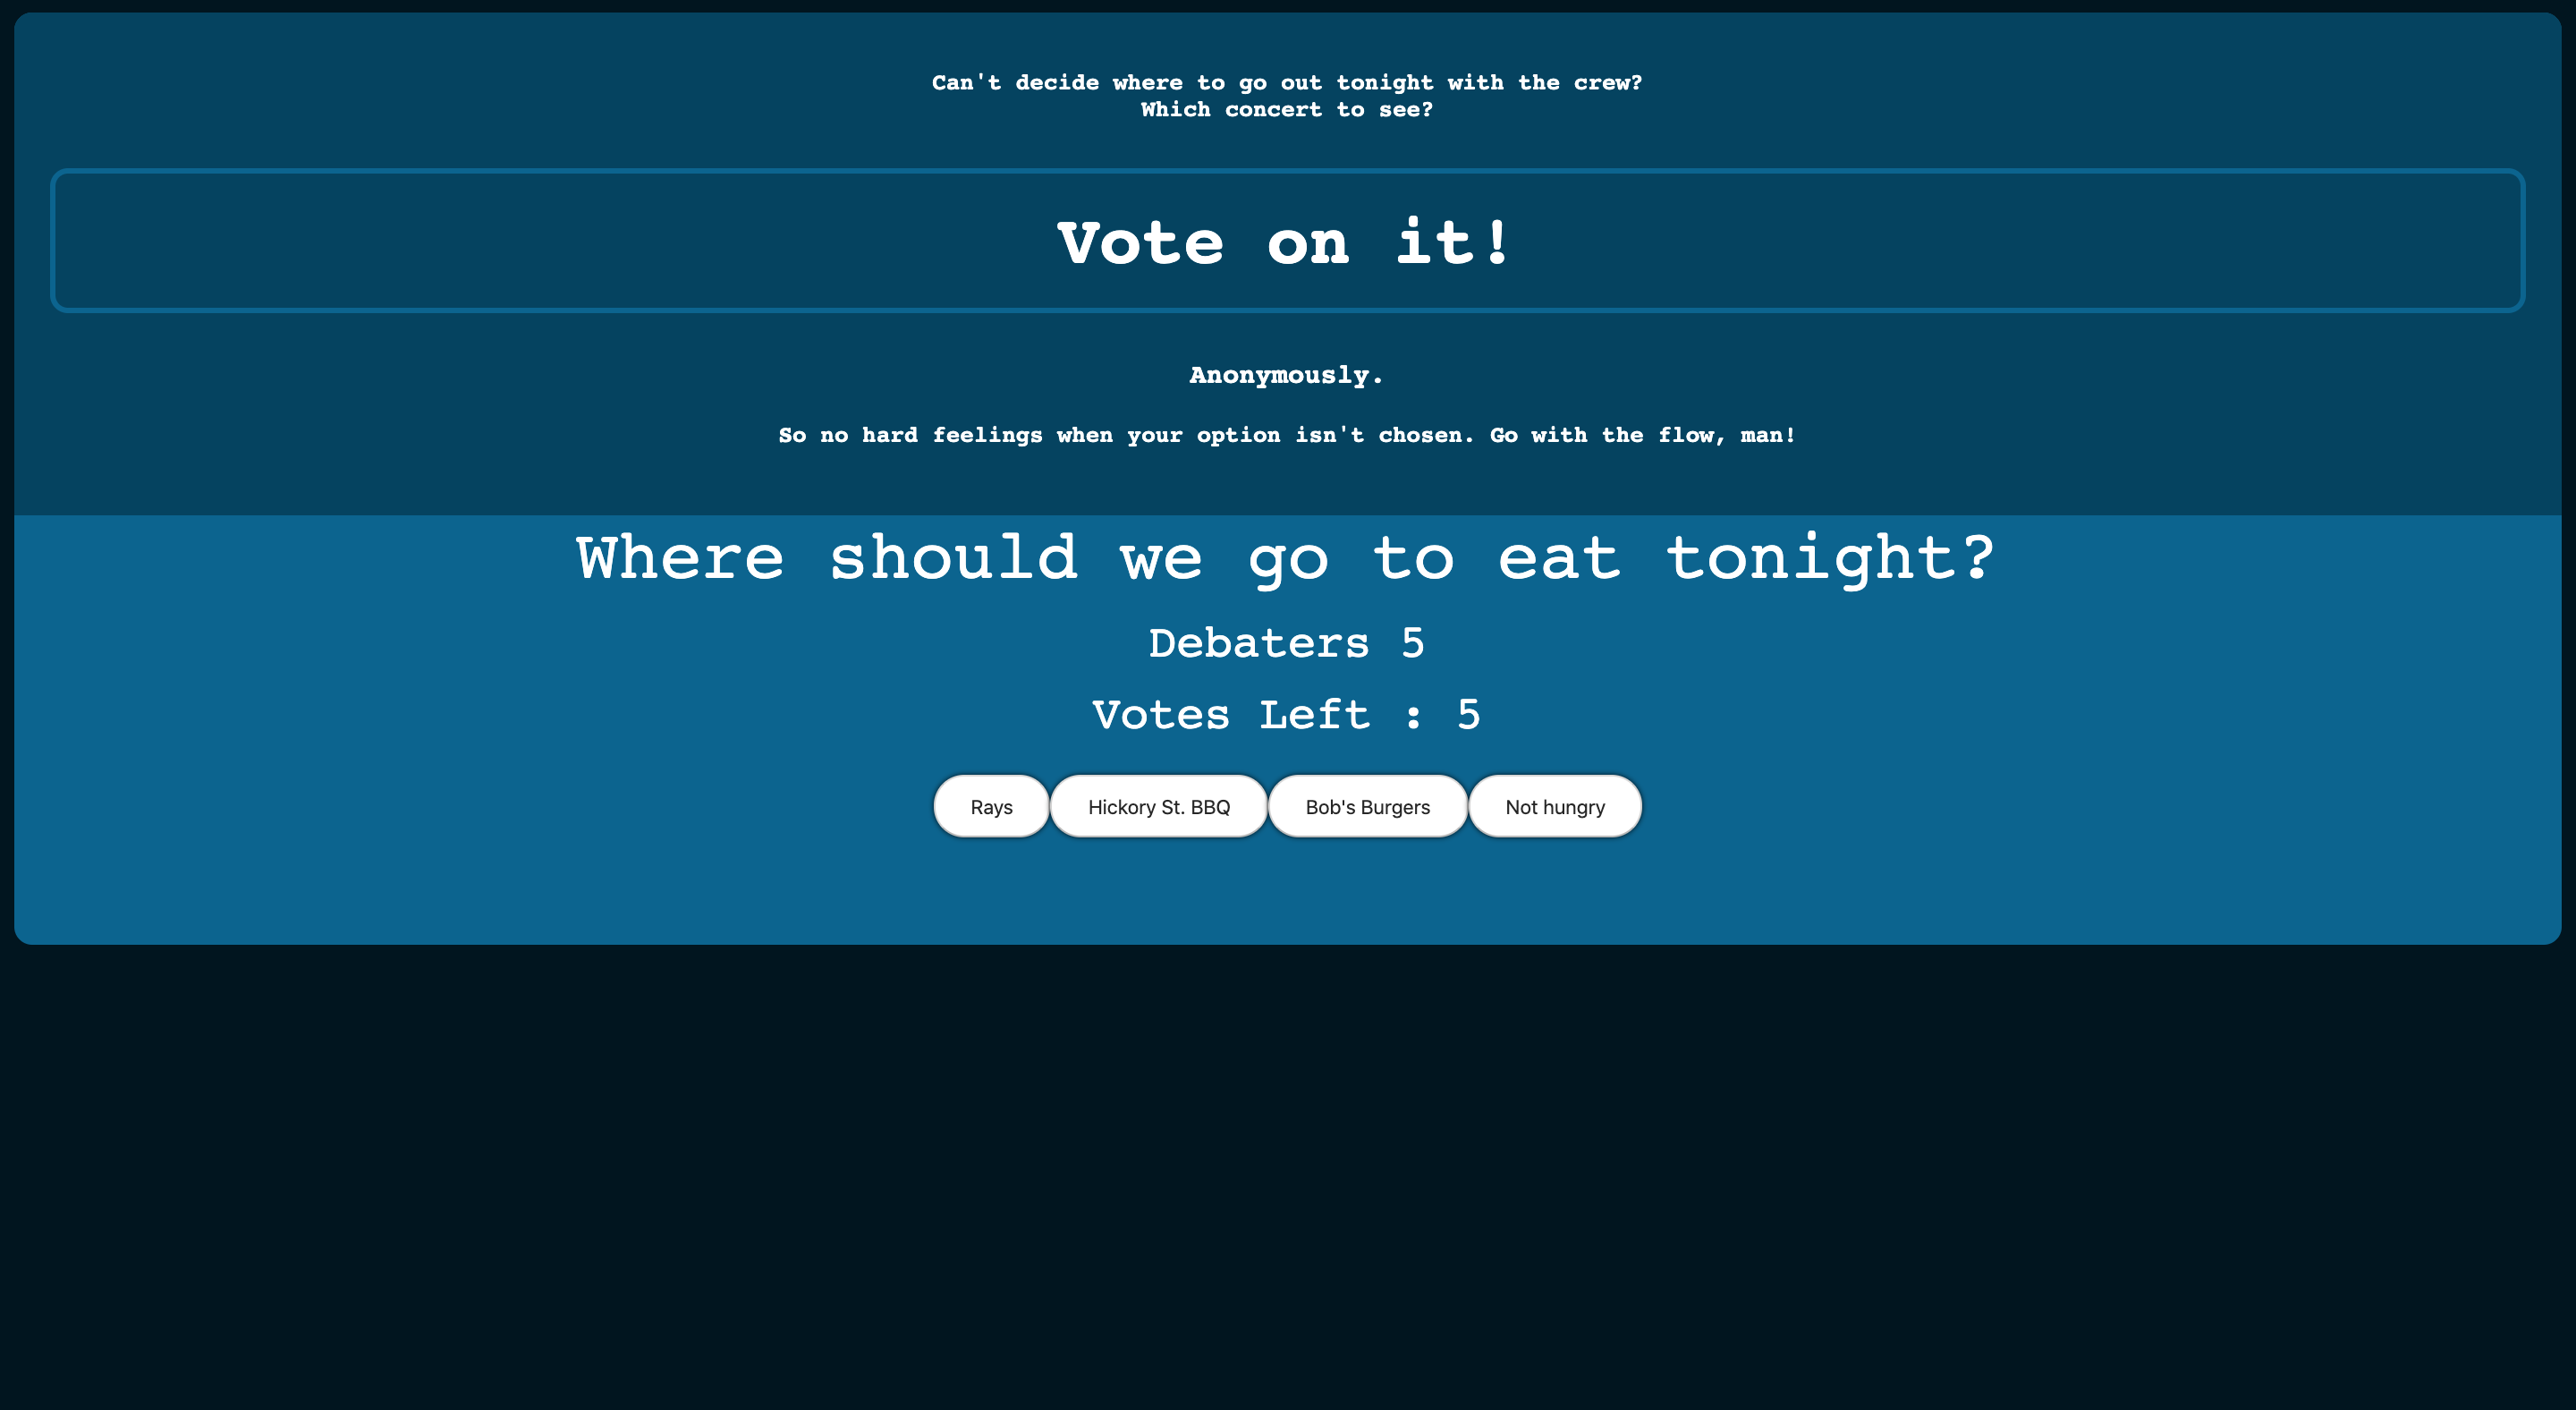 Can't decide where to go out tonight with the crew?
Which concert to see?
Vote on it!
Anonymously.
So no hard feelings when your option isn't chosen. Go with the flow, man!
Where should we go to eat tonight?
Debaters 5
Votes Left : 5
Rays Hickory St. BBQ Bob's Burgers Not hungry